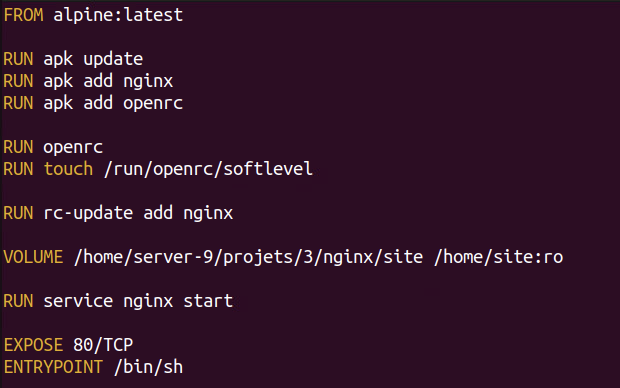 FROM alpine:latest
RUN apk update
RUN apk add nginx
RUN apk add openrc
RUN openrc
RUN touch /run/openrc/softlevel
RUN rc-update add nginx
VOLUME /home/server-9/projets/3/nginx/site /home/site:ro
RUN service nginx start
EXPOSE 80/TCP
ENTRYPOINT /bin/sh